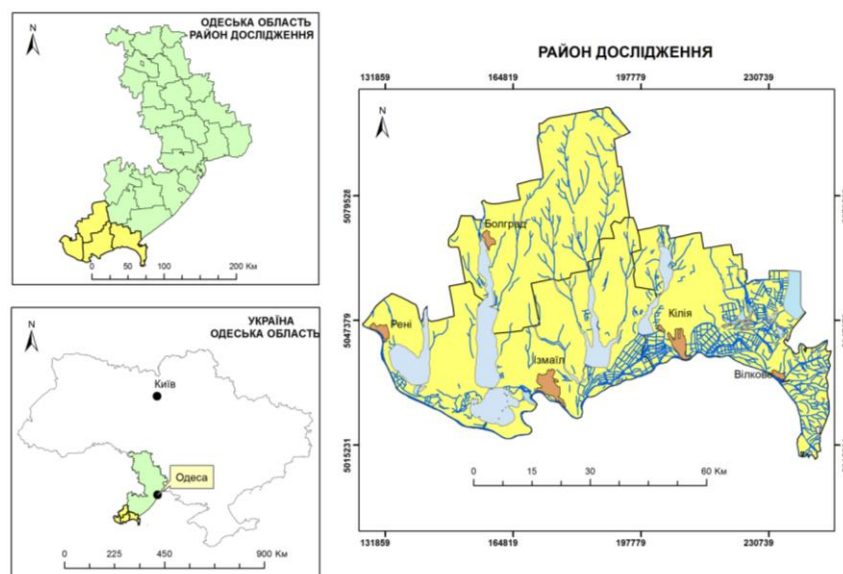 ОДЕСЬКА ОБЛАСТЬ
РАЙОН ДОСЛІДЖЕННЯ
N
0 50 100 200 Км
УКРАЇНА
ОДЕСЬКА ОБЛАСТЬ
N
Київ
Одеса
0 225 450 900 Км
РАЙОН ДОСЛІДЖЕННЯ
131859 164819 197779 230739
N
5079528
5047379
5015231
Болград
Рені
Кілія
Ізмаїл
Вілкове
0 15 30 60 Км
131859 164819 197779 230739